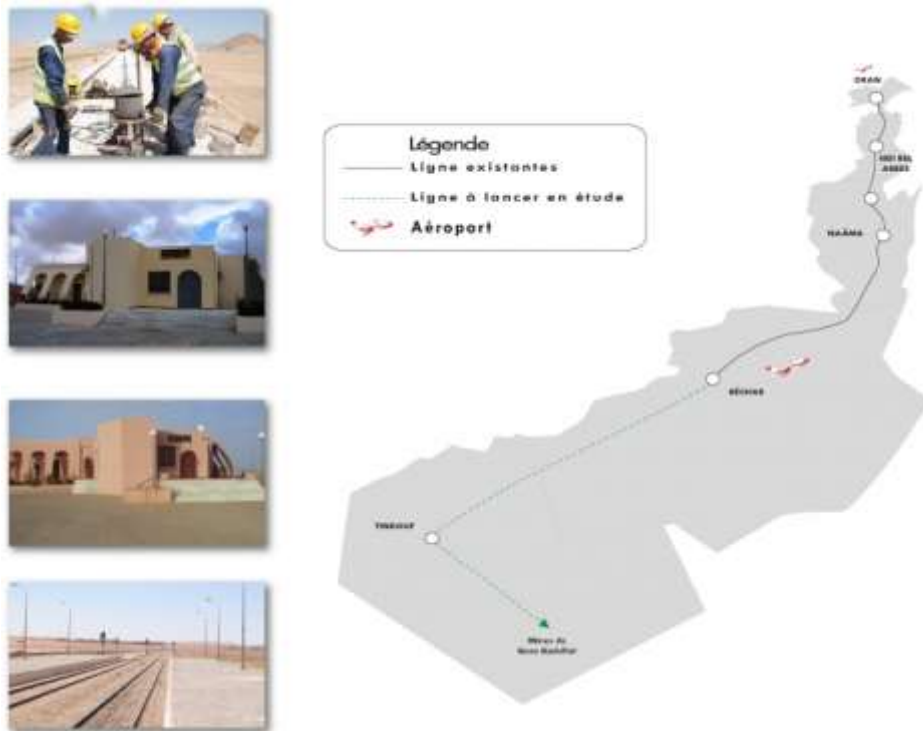 Légende
Ligne existantes
Ligne à lancer en étude
Aéroport
ORAN
SIDI BEL
ABBES
NAÂMA
BÉCHAR
TINDOUF
Mines de